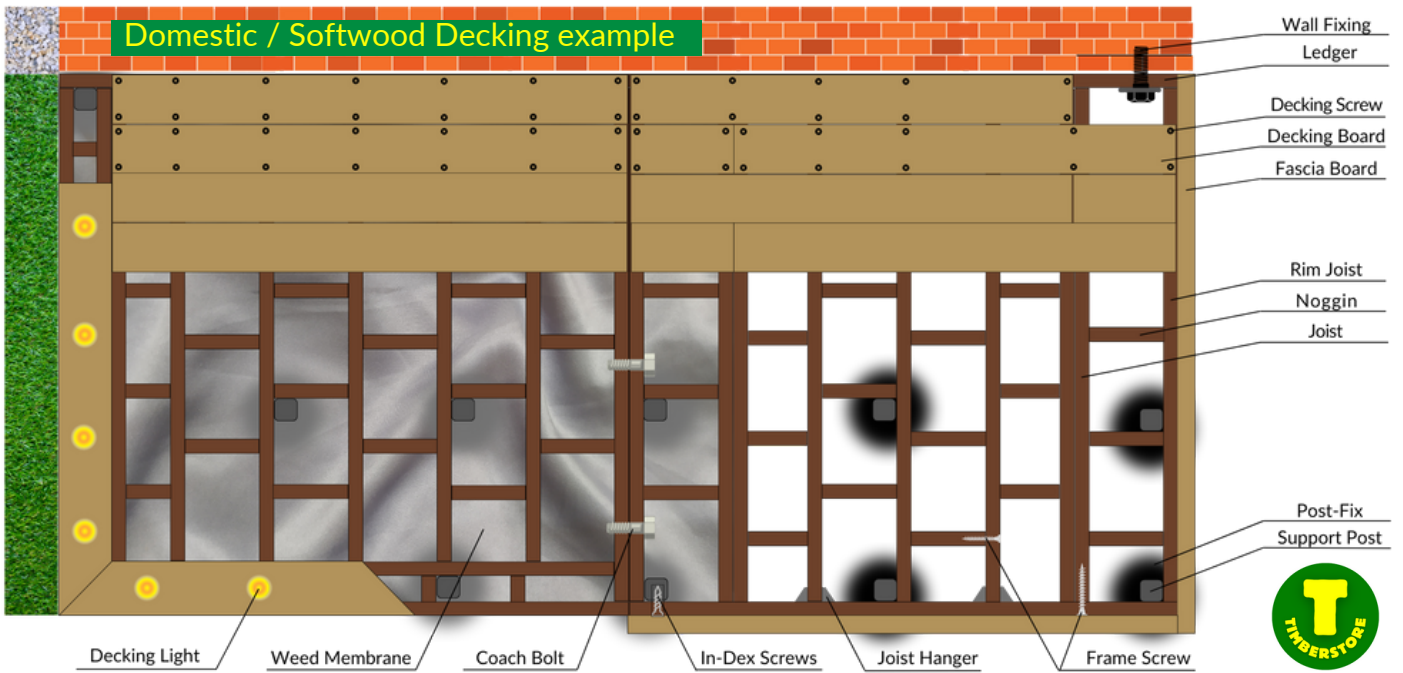 Domestic / Softwood Decking example
Wall Fixing
Ledger
Decking Screw
Decking Board
Fascia Board
Rim Joist
Noggin
Joist
Post-Fix
Support Post
Decking Light
Weed Membrane
Coach Bolt
In-Dex Screws
Joist Hanger
Frame Screw
T
TIMBERSTORE